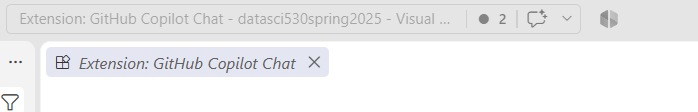 Extension: GitHub Copilot Chat - datasci530spring2025 - Visual ... 2
Extension: GitHub Copilot Chat